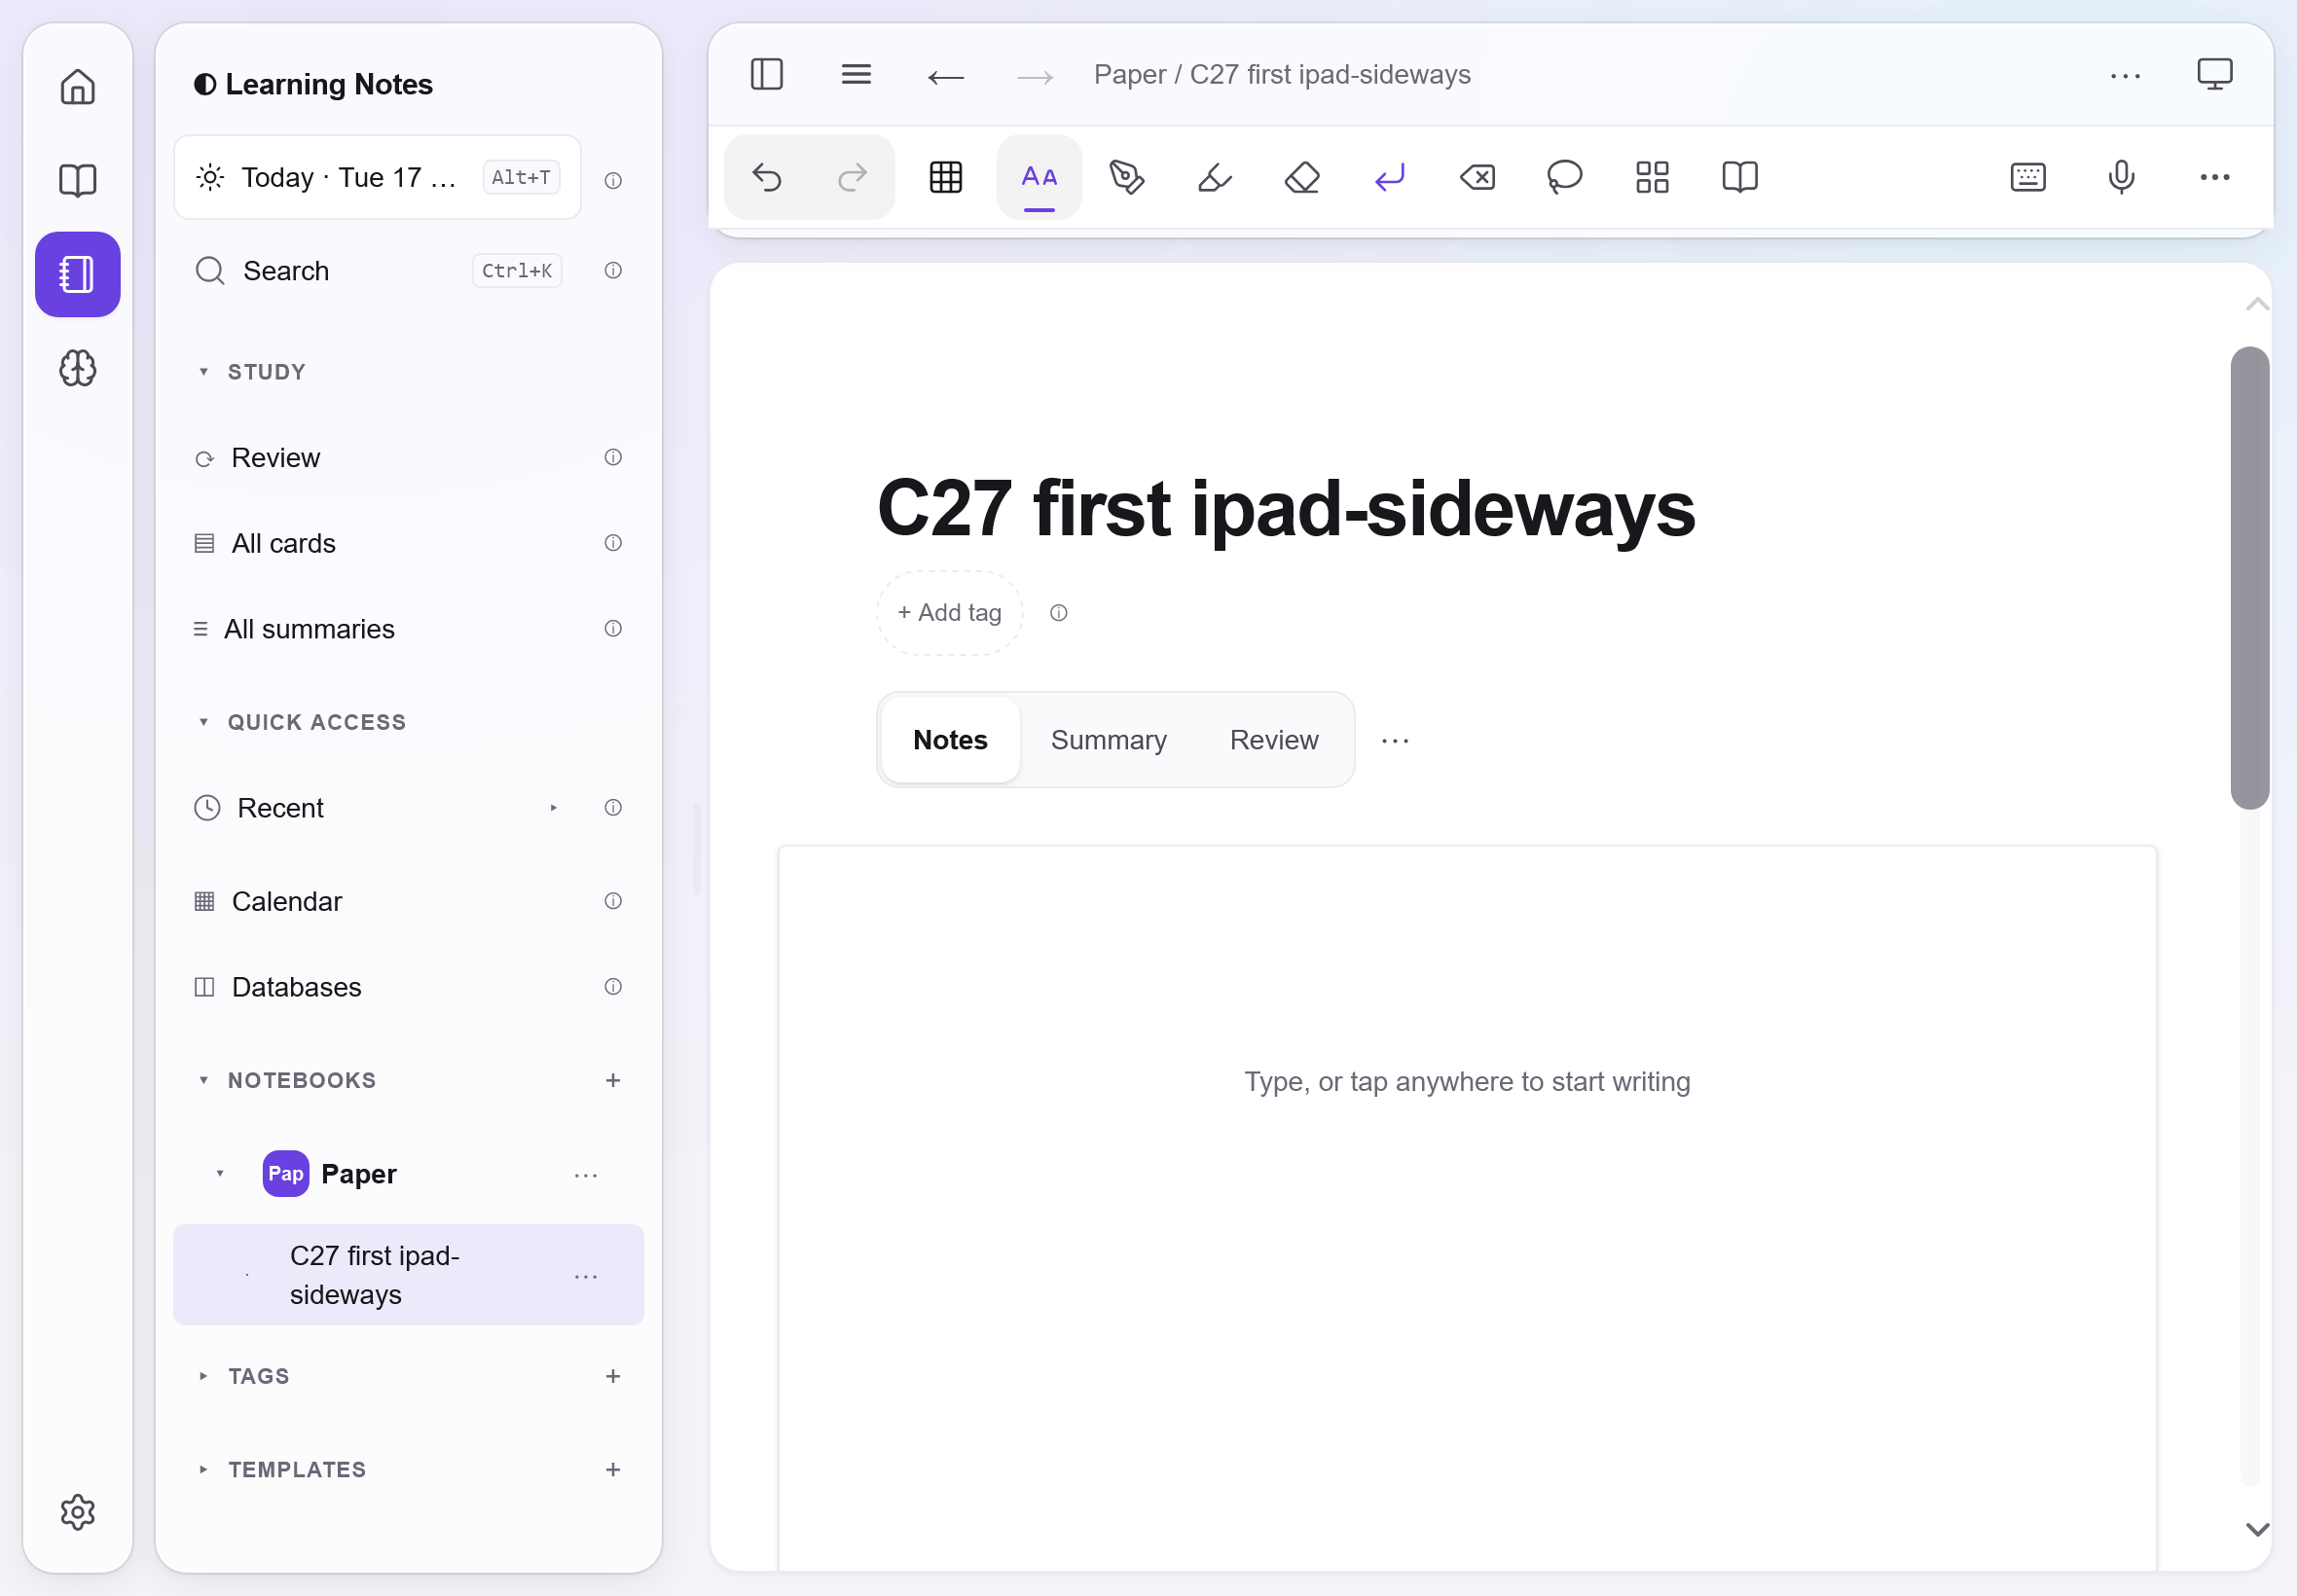 Learning Notes
Today · Tue 17 … Alt+T
Search Ctrl+K
STUDY
Review
All cards
All summaries
QUICK ACCESS
Recent
Calendar
Databases
NOTEBOOKS +
Pap Paper ...
C27 first ipad-
sideways ...
TAGS +
TEMPLATES +
Paper / C27 first ipad-sideways ...
AA
C27 first ipad-sideways
+ Add tag
Notes Summary Review ...
Type, or tap anywhere to start writing